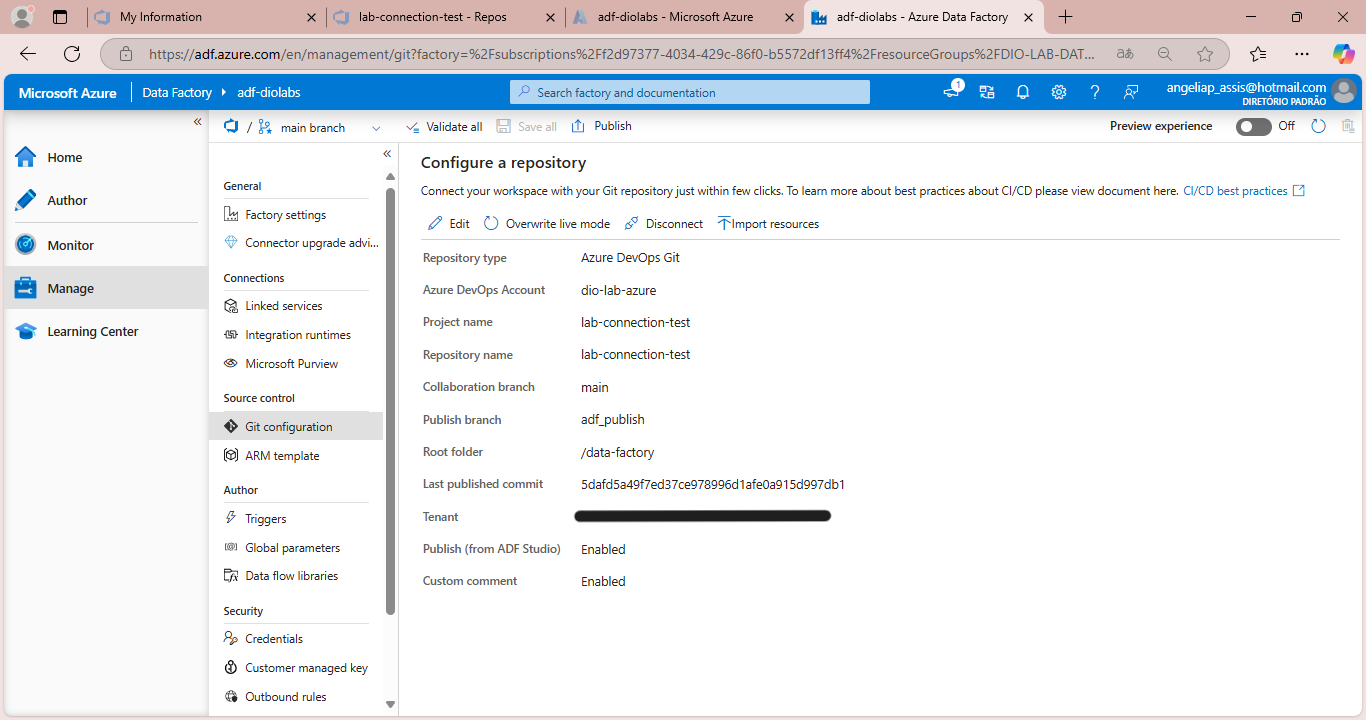 My Information
lab-connection-test - Repos
adf-diolabs - Microsoft Azure
adf-diolabs - Azure Data Factory
https://adf.azure.com/en/management/git?factory=%2Fsubscriptions%2Ff2d97377-4034-429c-86f0-b5572df13ff4%2FresourceGroups%2FDIO-LAB-DAT...
aあ
Microsoft Azure
Data Factory
adf-diolabs
Search factory and documentation
1
angeliap_assis@hotmail.com
DIRETÓRIO PADRÃO
Home
Author
Monitor
Manage
Learning Center
/ main branch
Validate all
Save all
Publish
Preview experience
Off
General
Factory settings
Connector upgrade advi...
Connections
Linked services
Integration runtimes
Microsoft Purview
Source control
Git configuration
ARM template
Author
Triggers
Global parameters
Data flow libraries
Security
Credentials
Customer managed key
Outbound rules
Configure a repository
Connect your workspace with your Git repository just within few clicks. To learn more about best practices about CI/CD please view document here. CI/CD best practices
Edit
Overwrite live mode
Disconnect
Import resources
Repository type Azure DevOps Git
Azure DevOps Account dio-lab-azure
Project name lab-connection-test
Repository name lab-connection-test
Collaboration branch main
Publish branch adf_publish
Root folder /data-factory
Last published commit 5dafd5a49f7ed37ce978996d1afe0a915d997db1
Tenant
Publish (from ADF Studio) Enabled
Custom comment Enabled